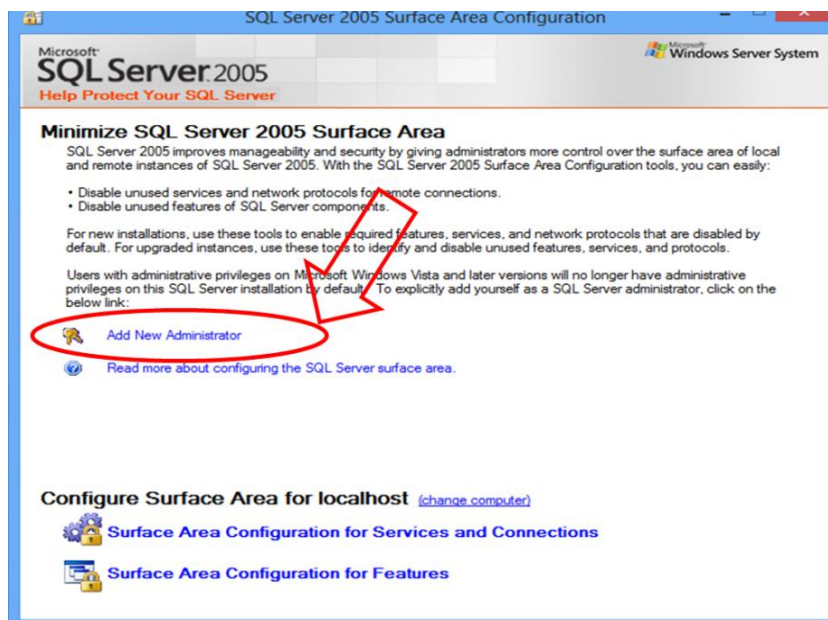 SQL Server 2005 Surface Area Configuration
Microsoft
SQL Server 2005
Help Protect Your SQL Server
Microsoft
Windows Server System
Minimize SQL Server 2005 Surface Area
SQL Server 2005 improves manageability and security by giving administrators more control over the surface area of local
and remote instances of SQL Server 2005. With the SQL Server 2005 Surface Area Configuration tools, you can easily:
• Disable unused services and network protocols for remote connections.
• Disable unused features of SQL Server components.
For new installations, use these tools to enable required features, services, and network protocols that are disabled by
default. For upgraded instances, use these tools to identify and disable unused features, services, and protocols.
Users with administrative privileges on Microsoft Windows Vista and later versions will no longer have administrative
privileges on this SQL Server installation by default. To explicitly add yourself as a SQL Server administrator, click on the
below link:
Add New Administrator
Read more about configuring the SQL Server surface area.
Configure Surface Area for localhost (change computer)
Surface Area Configuration for Services and Connections
Surface Area Configuration for Features